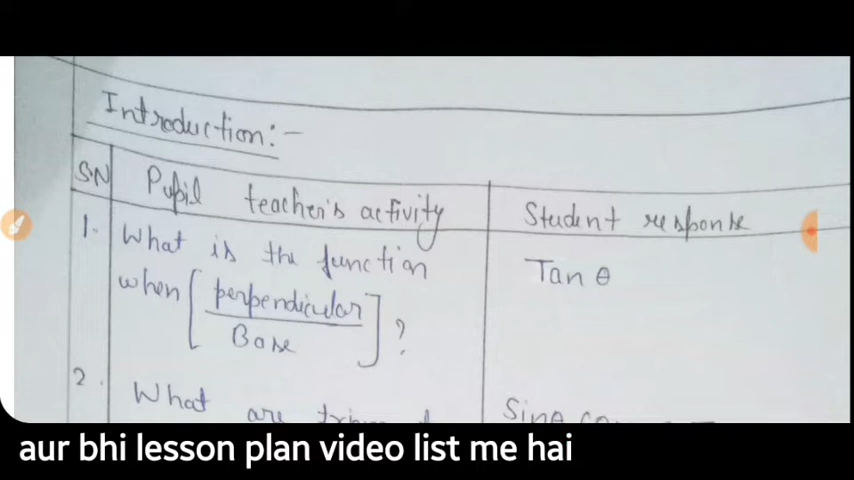 Introduction:-
S.N Pupil teacher's activity Student response
1. What is the function Tan θ
when [perpendicular
Base]?
2. What are
aur bhi lesson plan video list me hai